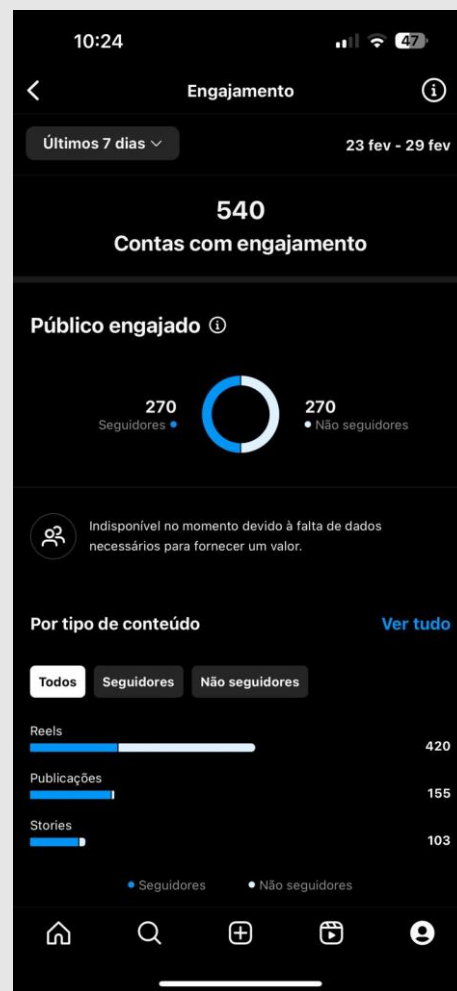 10:24
47
Engajamento
Últimos 7 dias
23 fev - 29 fev
540
Contas com engajamento
Público engajado
270
Seguidores
270
Não seguidores
Indisponível no momento devido à falta de dados
necessários para fornecer um valor.
Por tipo de conteúdo
Ver tudo
Todos
Seguidores
Não seguidores
Reels
420
Publicações
155
Stories
103
Seguidores
Não seguidores